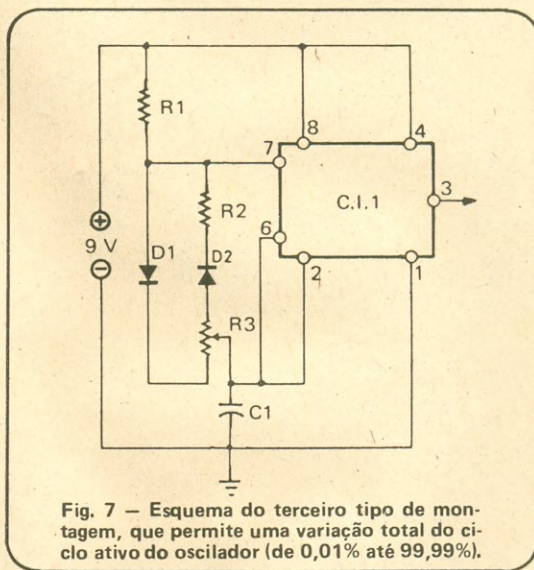 R1
8
4
7
3
C.I.1
R2
6
9 V
D1
D2
2
1
R3
C1
Fig. 7 — Esquema do terceiro tipo de mon-
tagem, que permite uma variação total do ci-
clo ativo do oscilador (de 0,01% até 99,99%).